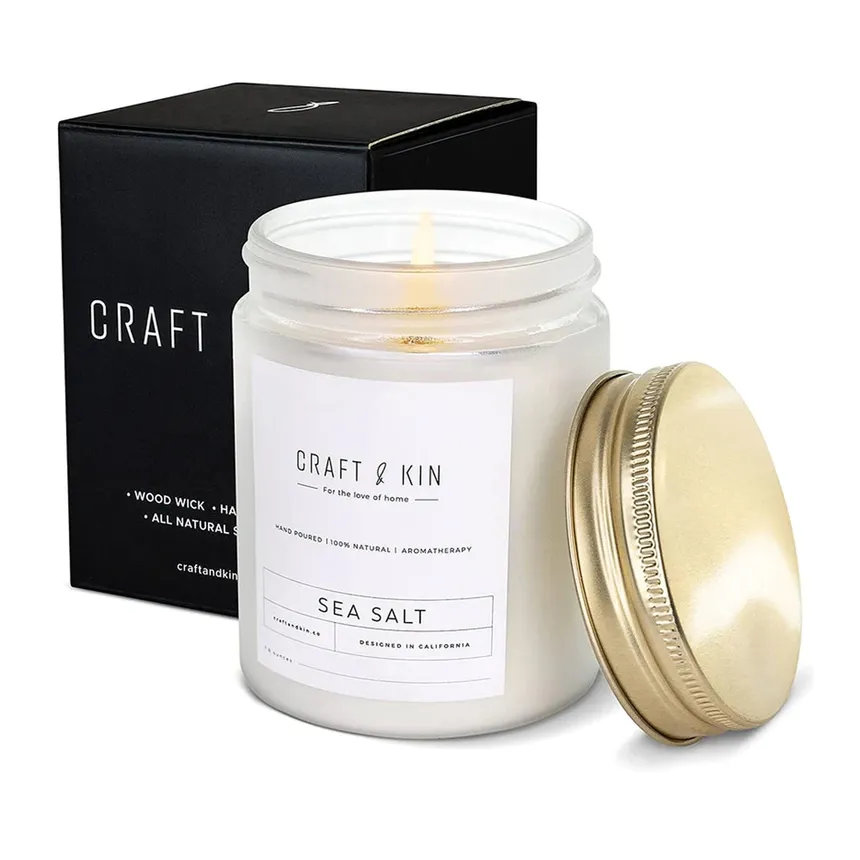 CRAFT
• WOOD WICK • HA
• ALL NATURAL S
craftandkin
CRAFT & KIN
For the love of home
HAND POURED | 100% NATURAL | AROMATHERAPY
SEA SALT
craftandkin.co
DESIGNED IN CALIFORNIA
ounces